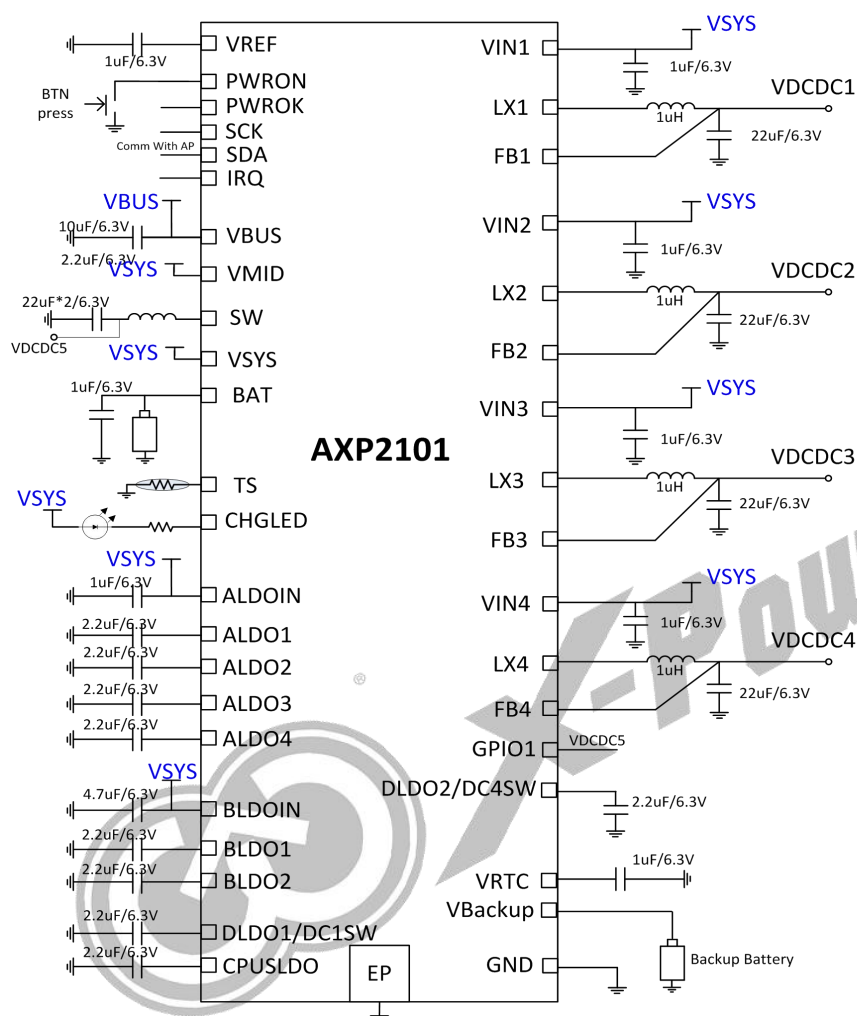 VREF
1uF/6.3V
PWRON
BTN
press
PWROK
SCK
Comm With AP
SDA
IRQ
VBUS
10uF/6.3V
VBUS
2.2uF/6.3V
VSYS
VMID
22uF*2/6.3V
SW
VDCDC5
VSYS
VSYS
1uF/6.3V
BAT
TS
VSYS
CHGLED
VSYS
1uF/6.3V
ALDOIN
2.2uF/6.3V
ALDO1
2.2uF/6.3V
ALDO2
2.2uF/6.3V
ALDO3
2.2uF/6.3V
ALDO4
VSYS
4.7uF/6.3V
BLDOIN
2.2uF/6.3V
BLDO1
2.2uF/6.3V
BLDO2
2.2uF/6.3V
DLDO1/DC1SW
2.2uF/6.3V
CPUSLDO
AXP2101
EP
VSYS
VIN1
1uF/6.3V
VDCDC1
LX1
1uH
22uF/6.3V
FB1
VSYS
VIN2
1uF/6.3V
VDCDC2
LX2
1uH
22uF/6.3V
FB2
VSYS
VIN3
1uF/6.3V
VDCDC3
LX3
1uH
22uF/6.3V
FB3
VSYS
VIN4
1uF/6.3V
VDCDC4
LX4
1uH
22uF/6.3V
FB4
GPIO1
VDCDC5
DLDO2/DC4SW
2.2uF/6.3V
1uF/6.3V
VRTC
VBackup
Backup Battery
GND
®
X-Pow